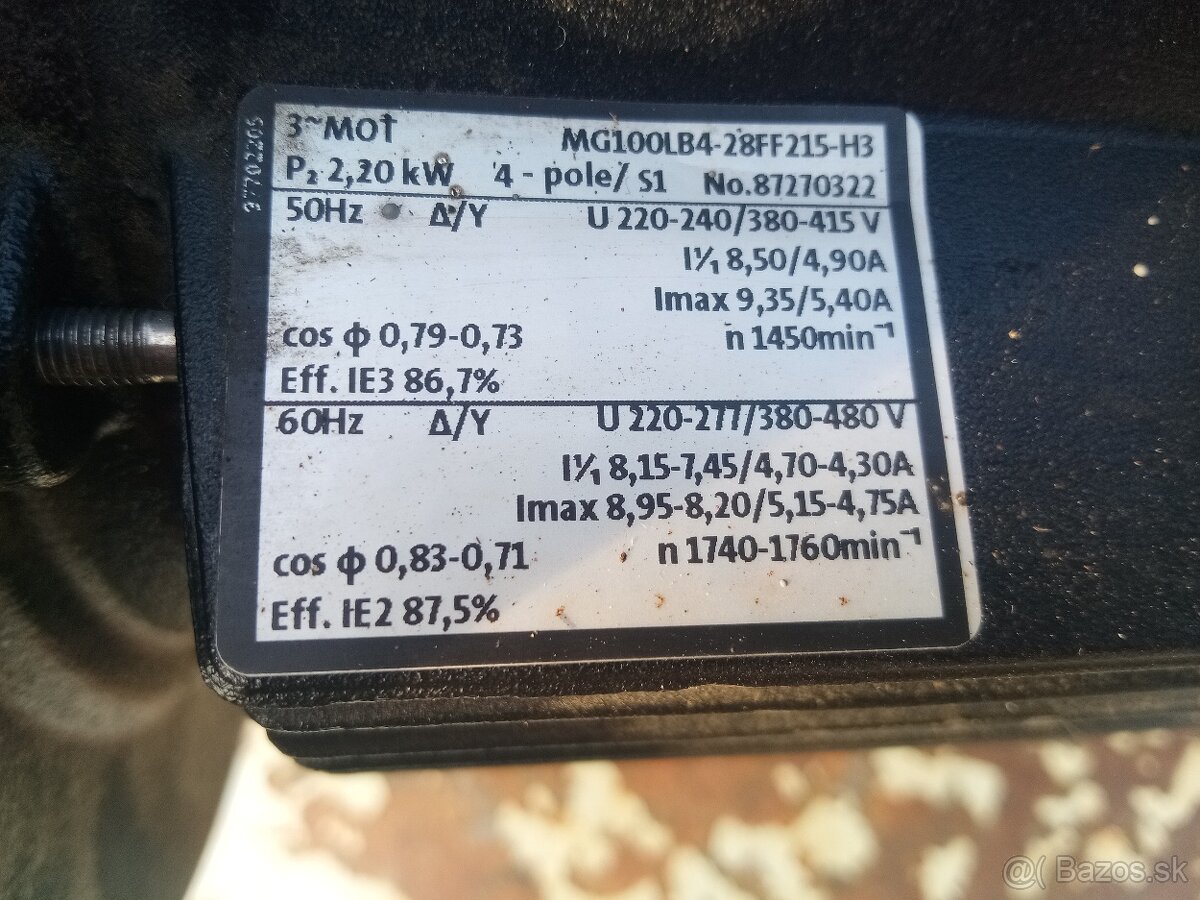 3~MOT
MG100LB4-28FF215-H3
P₂ 2,20 kW 4 - pole/ S1 No.87270322
50Hz Δ/Y U 220-240/380-415 V
I¹/₁ 8,50/4,90A
Imax 9,35/5,40A
cos ϕ 0,79-0,73 n 1450min⁻¹
Eff. IE3 86,7%
60Hz Δ/Y U 220-277/380-480 V
I¹/₁ 8,15-7,45/4,70-4,30A
Imax 8,95-8,20/5,15-4,75A
cos ϕ 0,83-0,71 n 1740-1760min⁻¹
Eff. IE2 87,5%
@( Bazos.sk